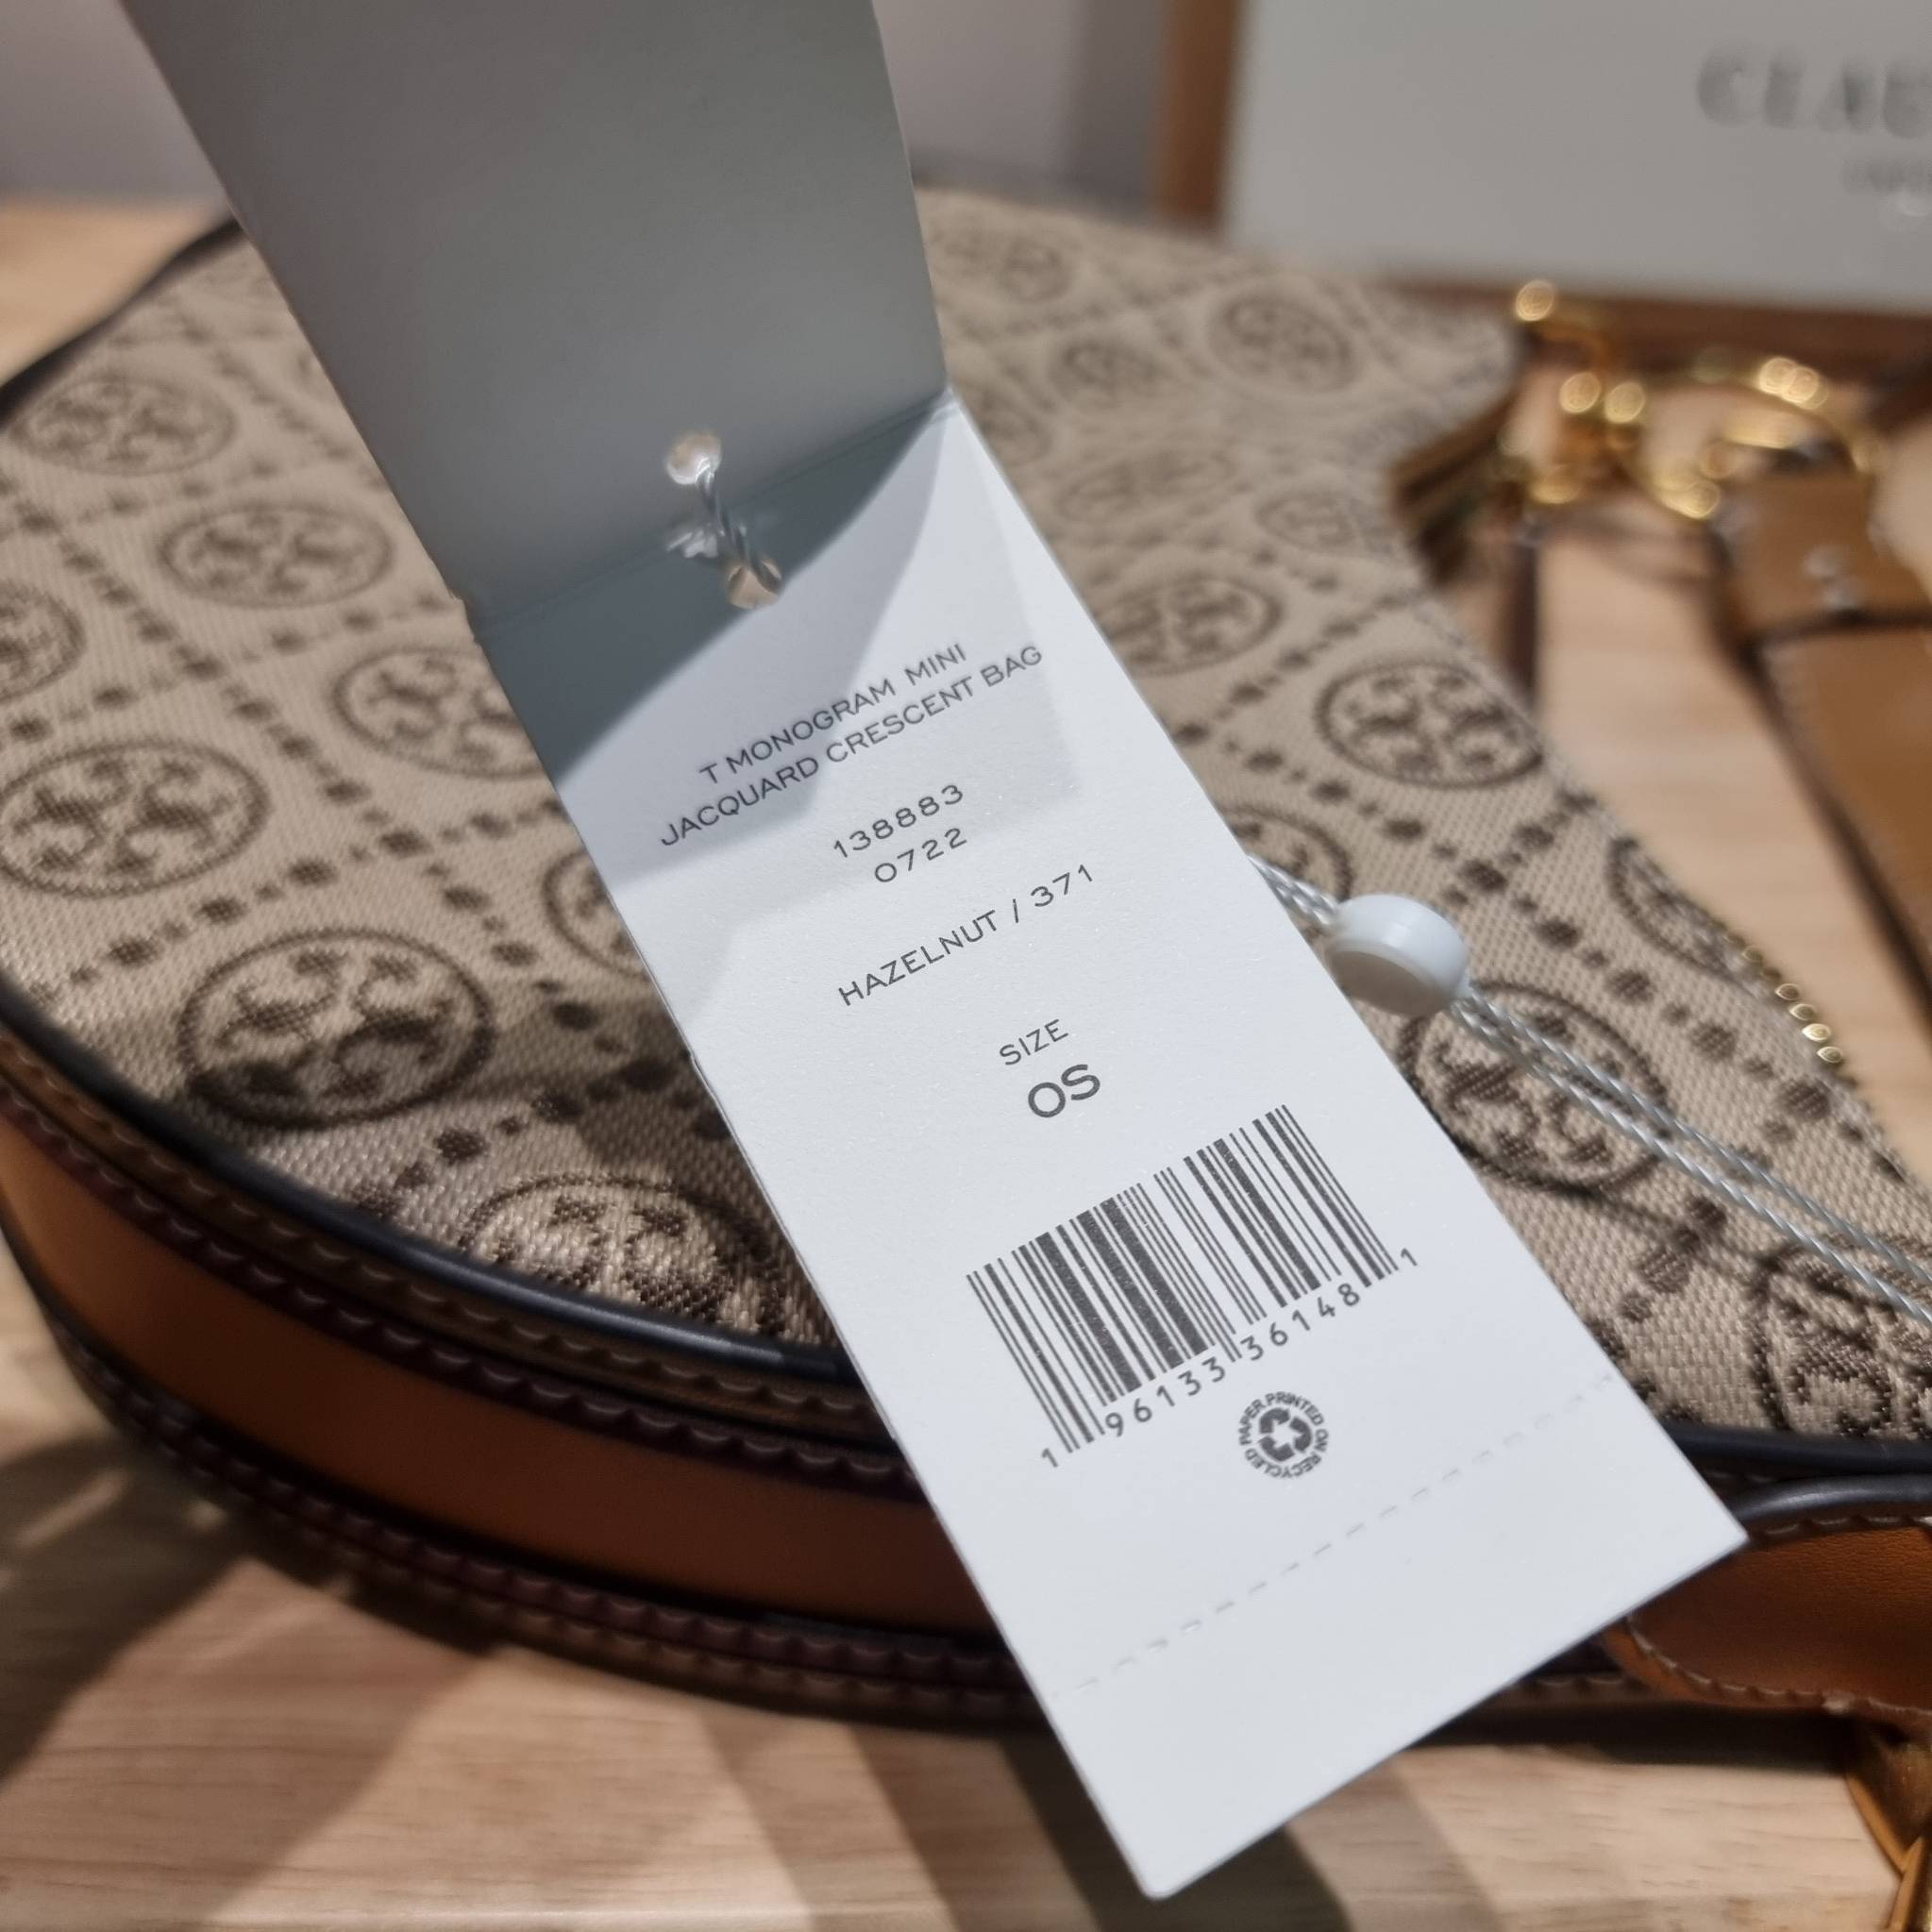 T MONOGRAM MINI
JACQUARD CRESCENT BAG
138883
0722
HAZELNUT / 371
SIZE
OS
1 96133 36148 1
PAPER PRINTED ON RECYCLED